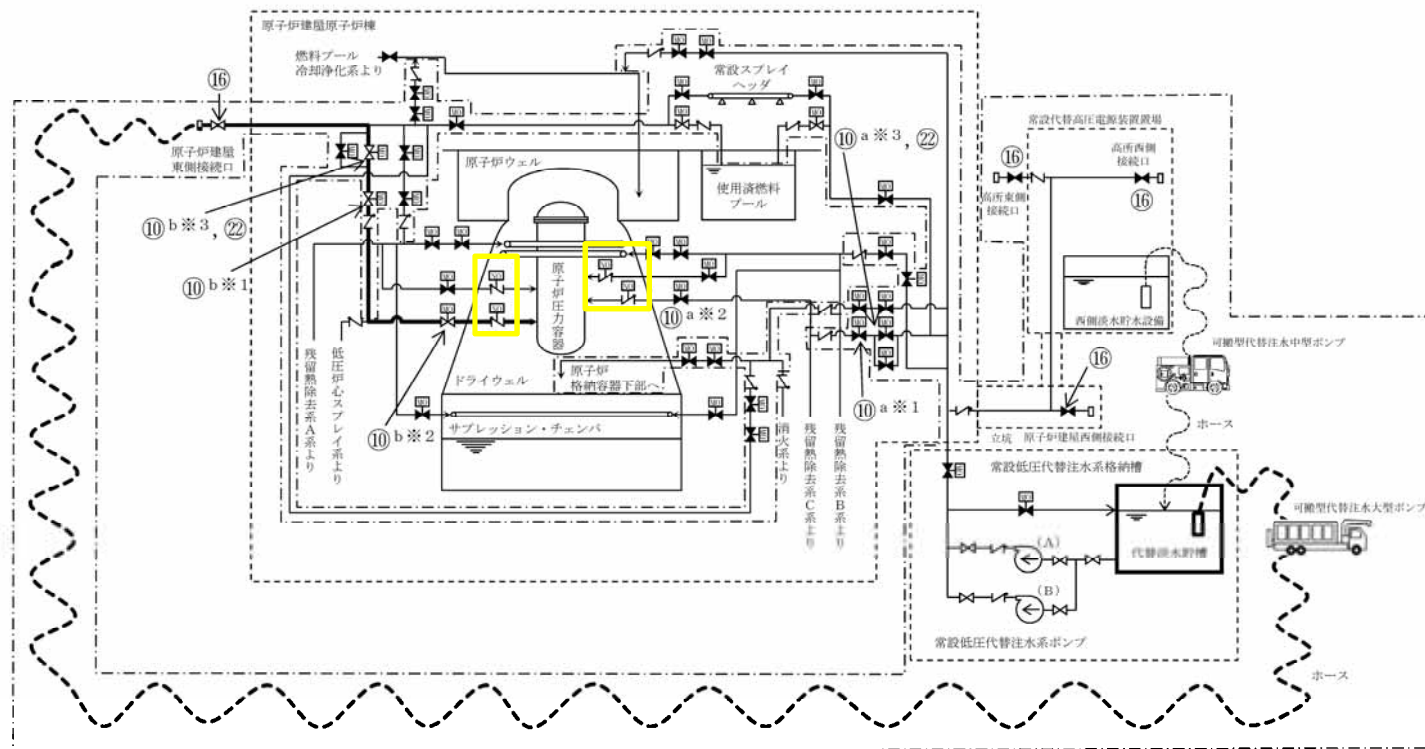 原子炉建屋原子炉棟
燃料プール
冷却浄化系より
⑯
原子炉建屋
東側接続口
常設スプレイ
ヘッダ
⑩a※3,㉒
原子炉ウェル
使用済燃料
プール
常設代替高圧電源装置置場
⑯
高所西側
接続口
高所東側
接続口
⑯
⑩b※3,㉒
⑩b※1
原子炉圧力容器
⑩a※2
西側淡水貯水設備
可搬型代替注水中型ポンプ
残留熱除去系A系より
低圧炉心スプレイ系より
ドライウェル
原子炉
格納容器下部へ
⑩a※1
⑯
⑩b※2
サプレッション・チェンバ
消火系より
残留熱除去系C系より
残留熱除去系B系より
立坑
原子炉建屋西側接続口
ホース
常設低圧代替注水系格納槽
可搬型代替注水大型ポンプ
(A)
代替淡水貯槽
(B)
常設低圧代替注水系ポンプ
ホース